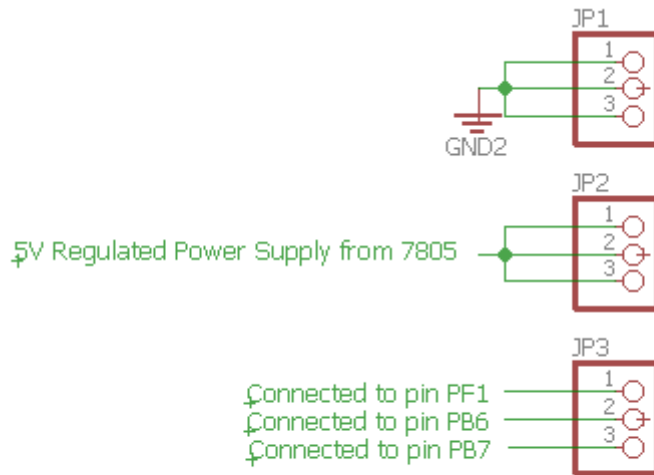 JP1
1
2
3
GND2
JP2
1
2
3
5V Regulated Power Supply from 7805
JP3
1
2
3
Connected to pin PF1
Connected to pin PB6
Connected to pin PB7